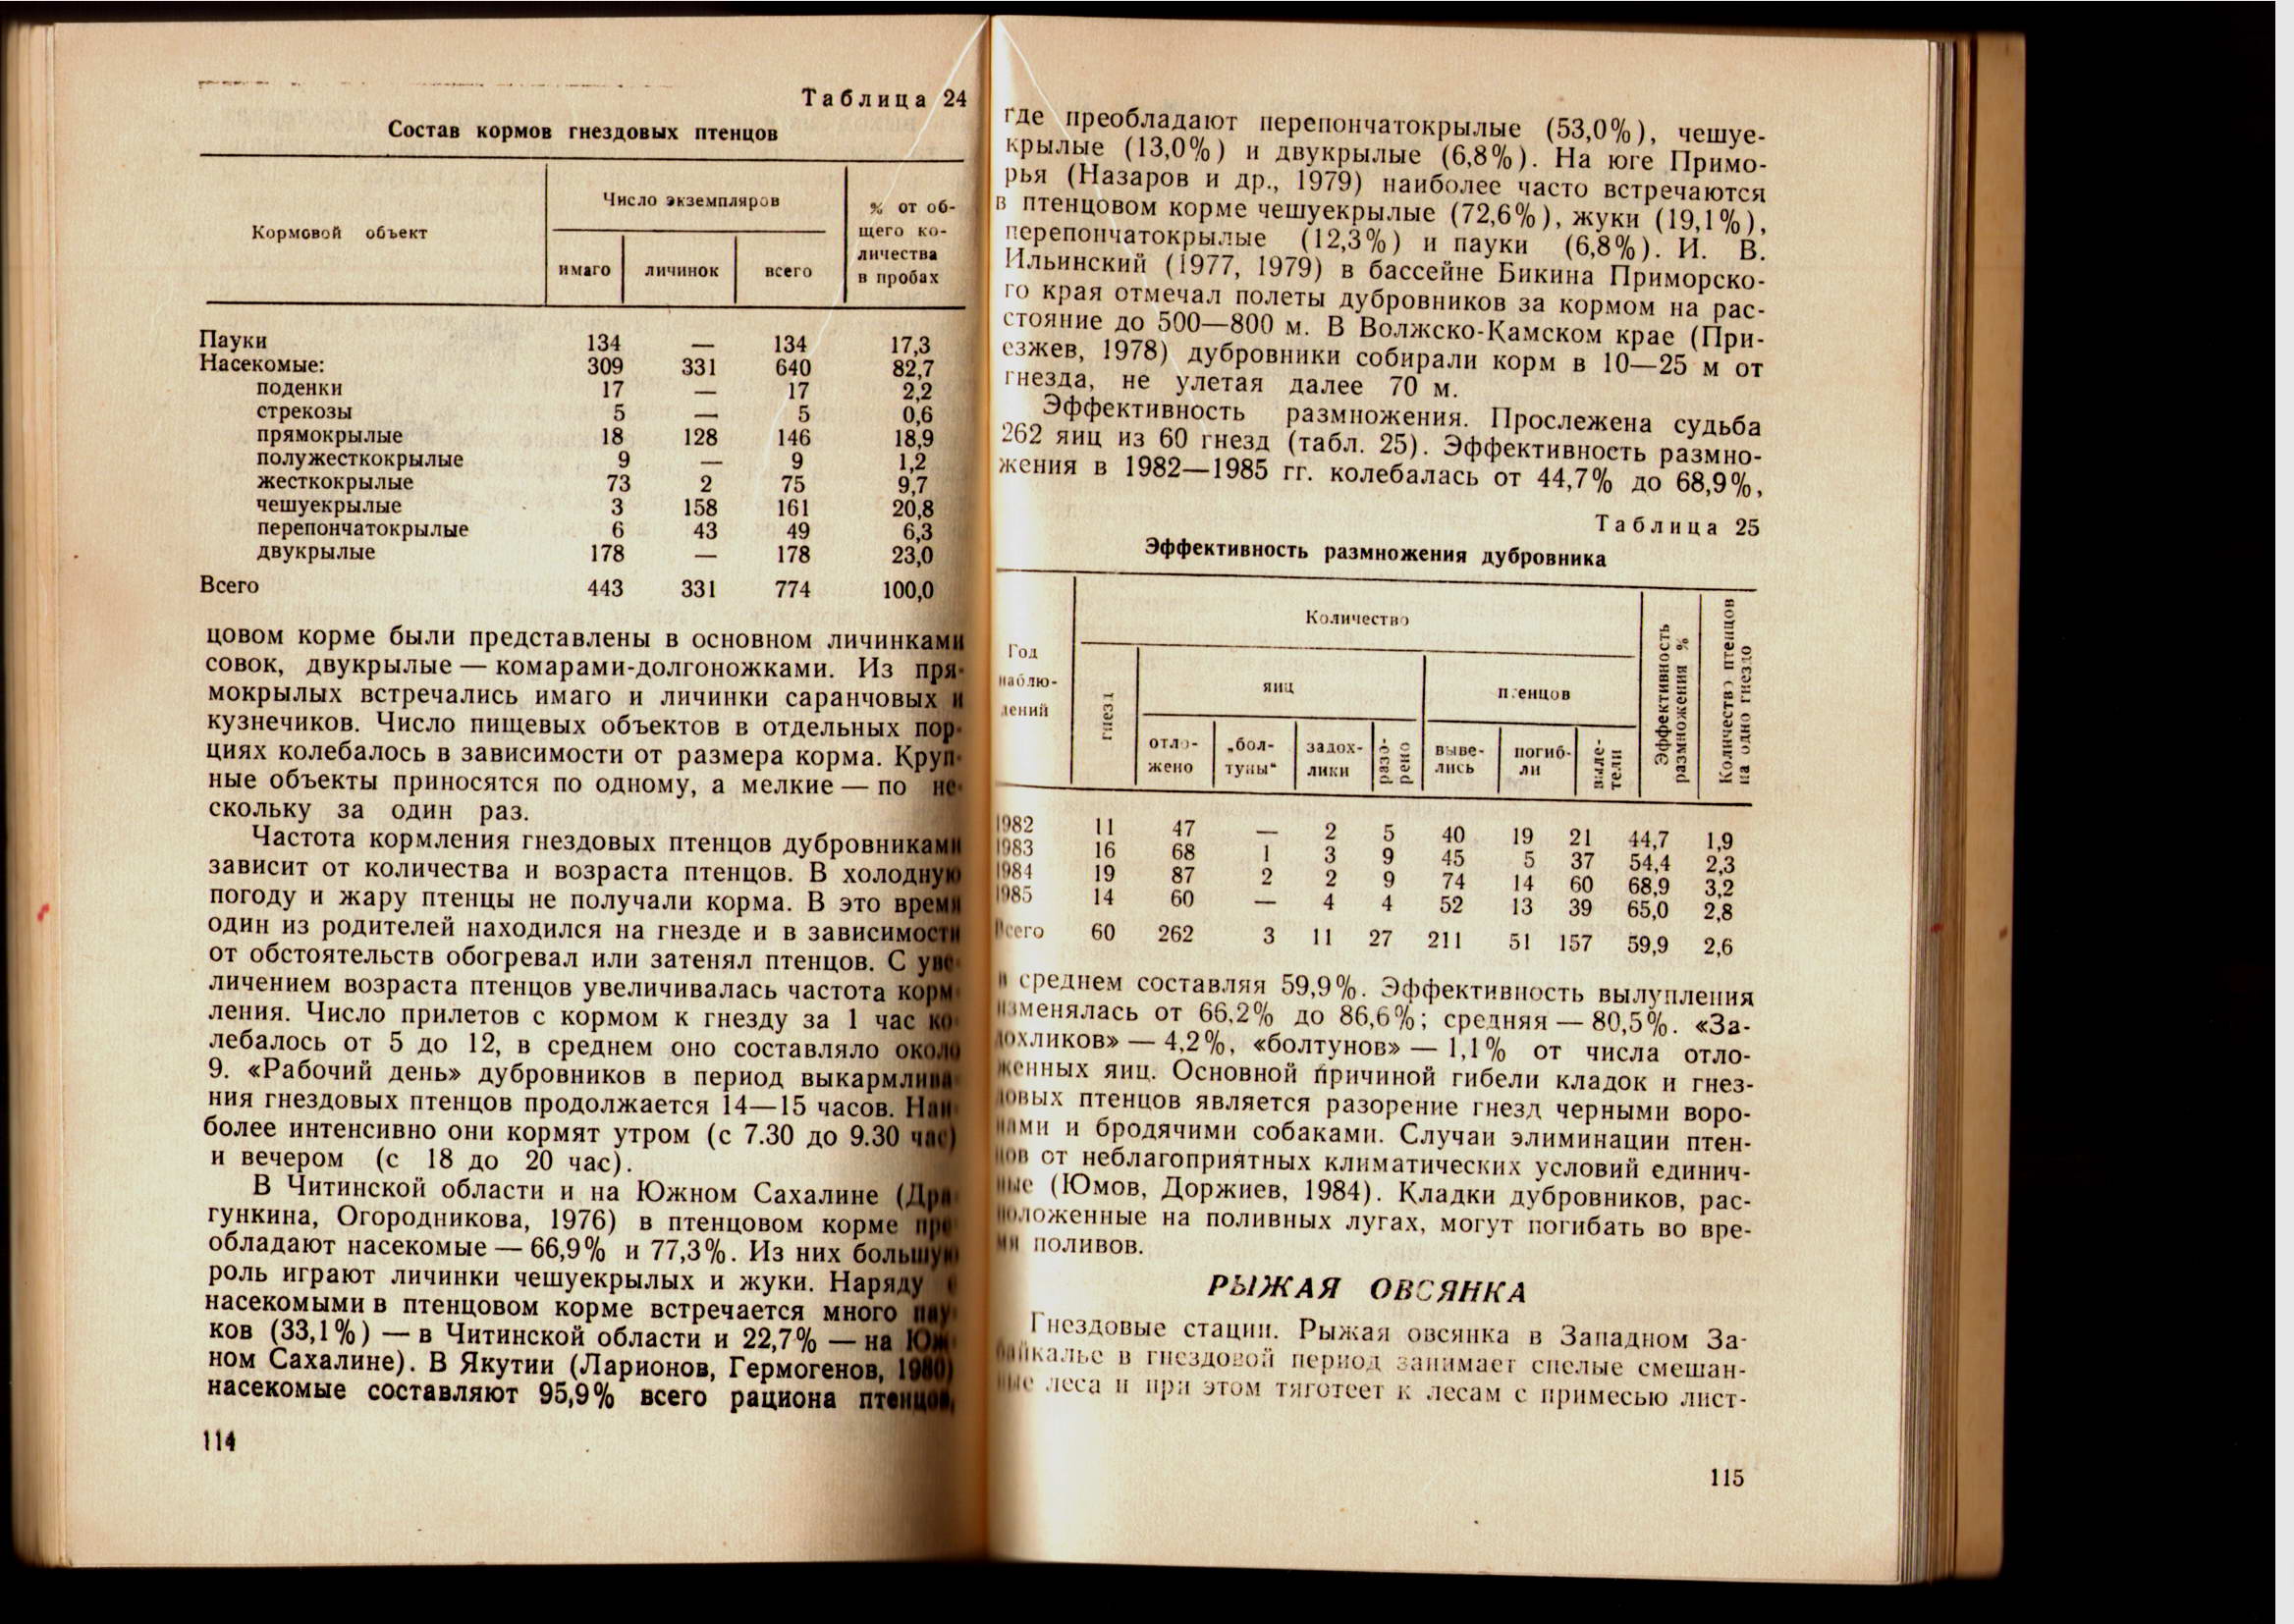 Таблица 24
Состав кормов гнездовых птенцов
Кормовой объект
Число экземпляров
% от об-
щего ко-
личества
в пробах
имаго личинок всего
Пауки 134 — 134 17,3
Насекомые: 309 331 640 82,7
поденки 17 — 17 2,2
стрекозы 5 — 5 0,6
прямокрылые 18 128 146 18,9
полужесткокрылые 9 — 9 1,2
жесткокрылые 73 2 75 9,7
чешуекрылые 3 158 161 20,8
перепончатокрылые 6 43 49 6,3
двукрылые 178 — 178 23,0
Всего 443 331 774 100,0
цовом корме были представлены в основном личинками
совок, двукрылые — комарами-долгоножками. Из пря-
мокрылых встречались имаго и личинки саранчовых и
кузнечиков. Число пищевых объектов в отдельных пор-
циях колебалось в зависимости от размера корма. Круп-
ные объекты приносятся по одному, а мелкие — по не-
скольку за один раз.
Частота кормления гнездовых птенцов дубровниками
зависит от количества и возраста птенцов. В холодную
погоду и жару птенцы не получали корма. В это время
один из родителей находился на гнезде и в зависимости
от обстоятельств обогревал или затенял птенцов. С уве-
личением возраста птенцов увеличивалась частота корм-
ления. Число прилетов с кормом к гнезду за 1 час ко-
лебалось от 5 до 12, в среднем оно составляло около
9. «Рабочий день» дубровников в период выкармлива-
ния гнездовых птенцов продолжается 14—15 часов. Наи-
более интенсивно они кормят утром (с 7.30 до 9.30 час)
и вечером (с 18 до 20 час).
В Читинской области и на Южном Сахалине (Дра-
гункина, Огородникова, 1976) в птенцовом корме пре-
обладают насекомые — 66,9% и 77,3%. Из них большую
роль играют личинки чешуекрылых и жуки. Наряду с
насекомыми в птенцовом корме встречается много пау-
ков (33,1%) — в Читинской области и 22,7% — на Юж-
ном Сахалине). В Якутии (Ларионов, Гермогенов, 1980)
насекомые составляют 95,9% всего рациона птенцов,
114
где преобладают перепончатокрылые (53,0%), чешуе-
крылые (13,0%) и двукрылые (6,8%). На юге Примо-
рья (Назаров и др., 1979) наиболее часто встречаются
в птенцовом корме чешуекрылые (72,6%), жуки (19,1%),
перепончатокрылые (12,3%) и пауки (6,8%). И. В.
Ильинский (1977, 1979) в бассейне Бикина Приморско-
го края отмечал полеты дубровников за кормом на рас-
стояние до 500—800 м. В Волжско-Камском крае (При-
езжев, 1978) дубровники собирали корм в 10—25 м от
гнезда, не улетая далее 70 м.
Эффективность размножения. Прослежена судьба
262 яиц из 60 гнезд (табл. 25). Эффективность размно-
жения в 1982—1985 гг. колебалась от 44,7% до 68,9%,
Таблица 25
Эффективность размножения дубровника
Год
наблю-
дений
Количество
гнезд
яиц
птенцов
отло-
жено
„бол-
туны“
задох-
лики
разо-
рено
выве-
лись
погиб-
ли
выле-
тели
Эффективность
размножения %
Количество птенцов
на одно гнездо
1982 11 47 — 2 5 40 19 21 44,7 1,9
1983 16 68 1 3 9 45 5 37 54,4 2,3
1984 19 87 2 2 9 74 14 60 68,9 3,2
1985 14 60 — 4 4 52 13 39 65,0 2,8
Всего 60 262 3 11 27 211 51 157 59,9 2,6
в среднем составляя 59,9%. Эффективность вылупления
изменялась от 66,2% до 86,6%; средняя — 80,5%. «За-
дохликов» — 4,2%, «болтунов» — 1,1% от числа отло-
женных яиц. Основной причиной гибели кладок и гнез-
довых птенцов является разорение гнезд черными воро-
нами и бродячими собаками. Случаи элиминации птен-
цов от неблагоприятных климатических условий единич-
ные (Юмов, Доржиев, 1984). Кладки дубровников, рас-
положенные на поливных лугах, могут погибать во вре-
мя поливов.
РЫЖАЯ ОВСЯНКА
Гнездовые стации. Рыжая овсянка в Западном За-
байкалье в гнездовой период занимает спелые смешан-
ные леса и при этом тяготеет к лесам с примесью лист-
115